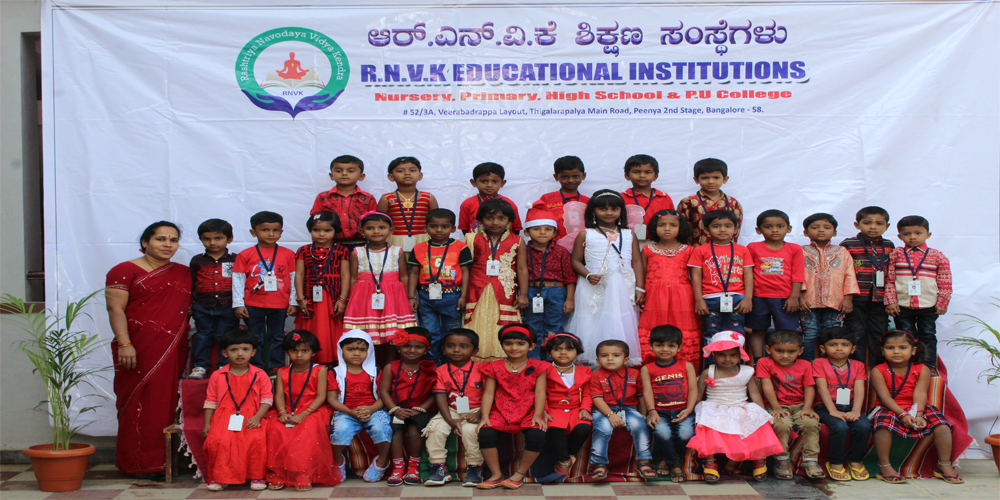 Rashtriya Navodaya Vidya Kendra
RNVK
ಆರ್.ಎನ್.ವಿ.ಕೆ ಶಿಕ್ಷಣ ಸಂಸ್ಥೆಗಳು
R.N.V.K EDUCATIONAL INSTITUTIONS
Nursery, Primary, High School & P.U College
# 52/3A, Veerabadrappa Layout, Thigalarapalya Main Road, Peenya 2nd Stage, Bangalore - 58.
GENIS